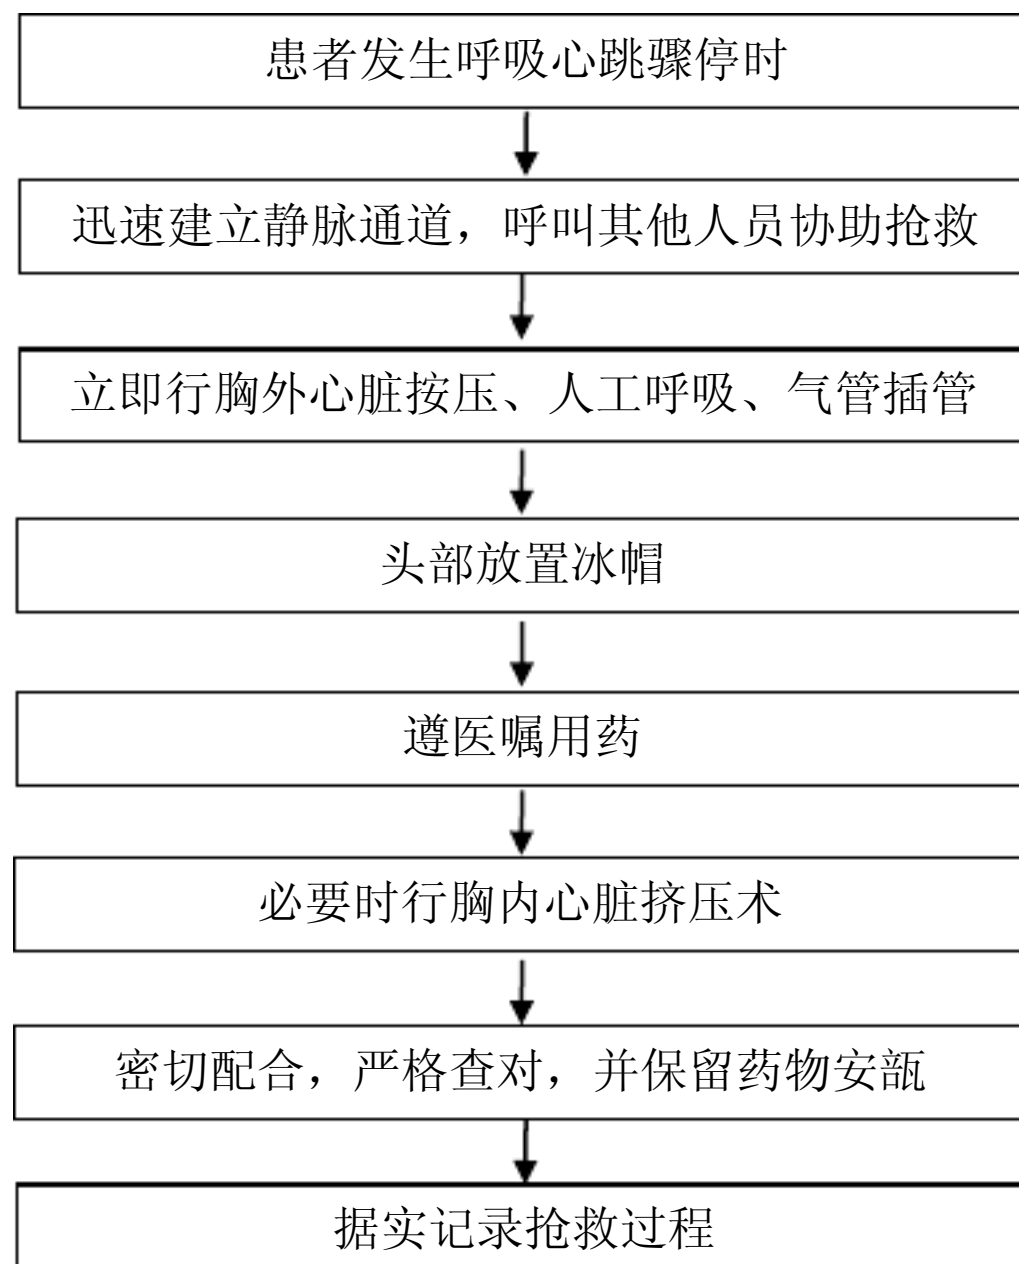 患者发生呼吸心跳骤停时
迅速建立静脉通道，呼叫其他人员协助抢救
立即行胸外心脏按压、人工呼吸、气管插管
头部放置冰帽
遵医嘱用药
必要时行胸内心脏挤压术
密切配合，严格查对，并保留药物安瓿
据实记录抢救过程